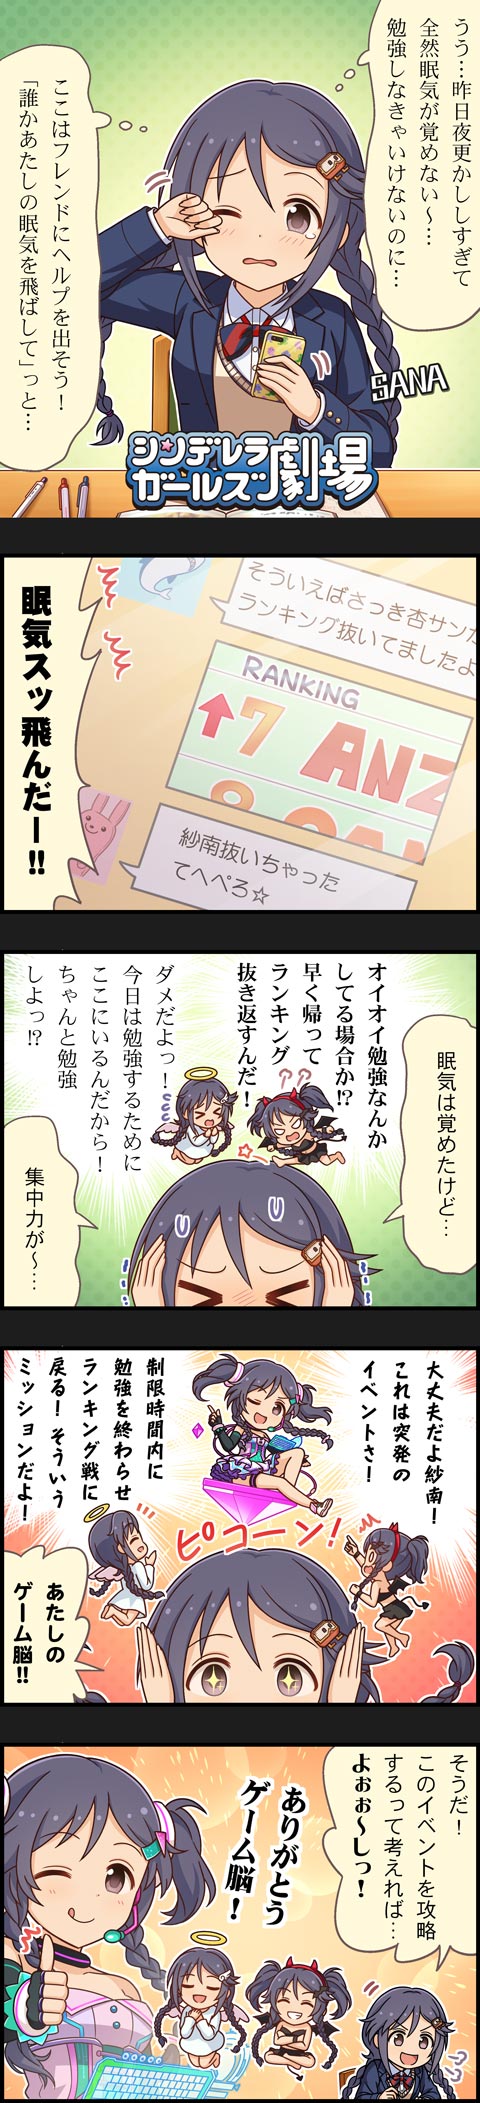 うう…昨日夜更かししすぎて
全然眠気が覚めない～…
勉強しなきゃいけないのに…
ここはフレンドにヘルプを出そう！
「誰かあたしの眠気を飛ばして」っと…
SANA
シンデレラ
ガールズ劇場
そういえばさっき杏サンが
ランキング抜いてましたよ
RANKING
7 ANZ
眠気スッ飛んだー!!
紗南抜いちゃった
てへぺろ☆
眠気は覚めたけど…
オイオイ勉強なんか
してる場合か!?
早く帰って
ランキング
抜き返すんだ！
ダメだよっ！
今日は勉強するために
ここにいるんだから！
ちゃんと勉強
しよっ!?
集中力が～…
大丈夫だよ紗南！
これは突発の
イベントさ！
制限時間内に
勉強を終わらせ
ランキング戦に
戻る！そういう
ミッションだよ！
ピコーン！
あたしの
ゲーム脳!!
そうだ！
このイベントを攻略
するって考えれば…
よぉぉ～しっ！
ありがとう
ゲーム脳！